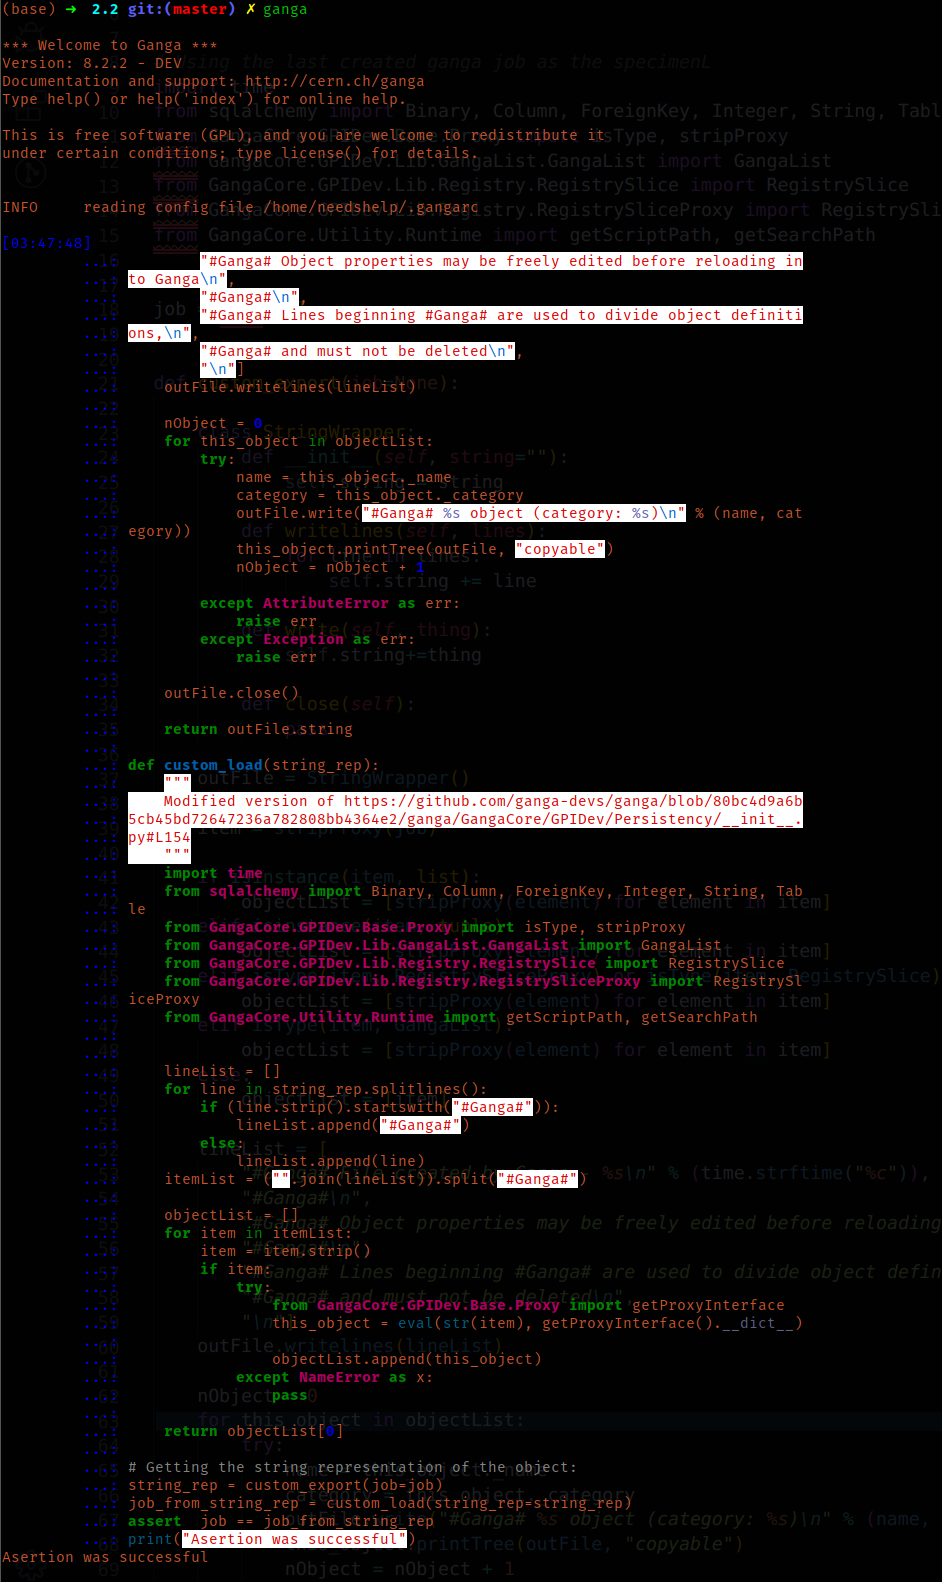 (base) ➜ 2.2 git:(master) ✗ ganga
*** Welcome to Ganga ***
Version: 8.2.2 - DEV
Documentation and support: http://cern.ch/ganga
Type help() or help('index') for online help.
This is free software (GPL), and you are welcome to redistribute it
under certain conditions; type license() for details.
INFO     reading config file /home/needshelp/.gangarc
[03:47:48]
...:         "#Ganga# Object properties may be freely edited before reloading in
...: to Ganga\n",
...:         "#Ganga#\n",
...:         "#Ganga# Lines beginning #Ganga# are used to divide object definiti
...: ons,\n",
...:         "#Ganga# and must not be deleted\n",
...:         "\n"]
...:     outFile.writelines(lineList)
...:
...:     nObject = 0
...:     for this_object in objectList:
...:         try:
...:             name = this_object._name
...:             category = this_object._category
...:             outFile.write("#Ganga# %s object (category: %s)\n" % (name, cat
...: egory))
...:             this_object.printTree(outFile, "copyable")
...:             nObject = nObject + 1
...:
...:         except AttributeError as err:
...:             raise err
...:         except Exception as err:
...:             raise err
...:
...:     outFile.close()
...:
...:     return outFile.string
...:
...: def custom_load(string_rep):
...:     """
...:     Modified version of https://github.com/ganga-devs/ganga/blob/80bc4d9a6b
...: 5cb45bd72647236a782808bb4364e2/ganga/GangaCore/GPIDev/Persistency/__init__.
...: py#L154
...:     """
...:     import time
...:     from sqlalchemy import Binary, Column, ForeignKey, Integer, String, Tab
...: le
...:     from GangaCore.GPIDev.Base.Proxy import isType, stripProxy
...:     from GangaCore.GPIDev.Lib.GangaList.GangaList import GangaList
...:     from GangaCore.GPIDev.Lib.Registry.RegistrySlice import RegistrySlice
...:     from GangaCore.GPIDev.Lib.Registry.RegistrySliceProxy import RegistrySl
...: iceProxy
...:     from GangaCore.Utility.Runtime import getScriptPath, getSearchPath
...:
...:
...:     lineList = []
...:     for line in string_rep.splitlines():
...:         if (line.strip().startswith("#Ganga#")):
...:             lineList.append("#Ganga#")
...:         else:
...:             lineList.append(line)
...:     itemList = ("".join(lineList)).split("#Ganga#")
...:
...:     objectList = []
...:     for item in itemList:
...:         item = item.strip()
...:         if item:
...:             try:
...:                 from GangaCore.GPIDev.Base.Proxy import getProxyInterface
...:                 this_object = eval(str(item), getProxyInterface().__dict__)
...:
...:                 objectList.append(this_object)
...:             except NameError as x:
...:                 pass
...:
...:     return objectList[0]
...:
...: # Getting the string representation of the object:
...: string_rep = custom_export(job=job)
...: job_from_string_rep = custom_load(string_rep=string_rep)
...: assert  job == job_from_string_rep
...: print("Asertion was successful")
Asertion was successful